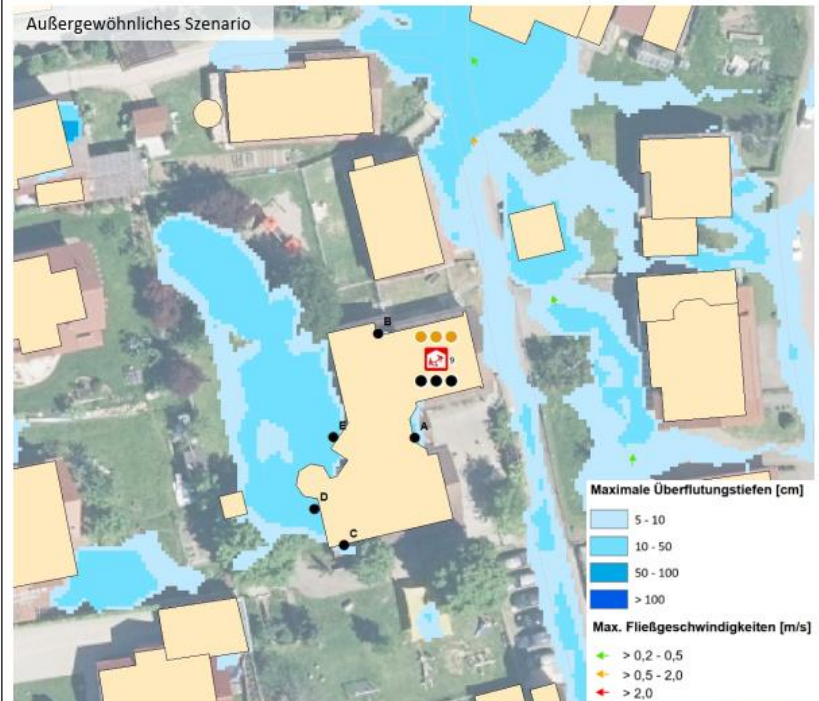 Außergewöhnliches Szenario
B
9
E
A
D
C
Maximale Überflutungstiefen [cm]
5 - 10
10 - 50
50 - 100
> 100
Max. Fließgeschwindigkeiten [m/s]
> 0,2 - 0,5
> 0,5 - 2,0
> 2,0